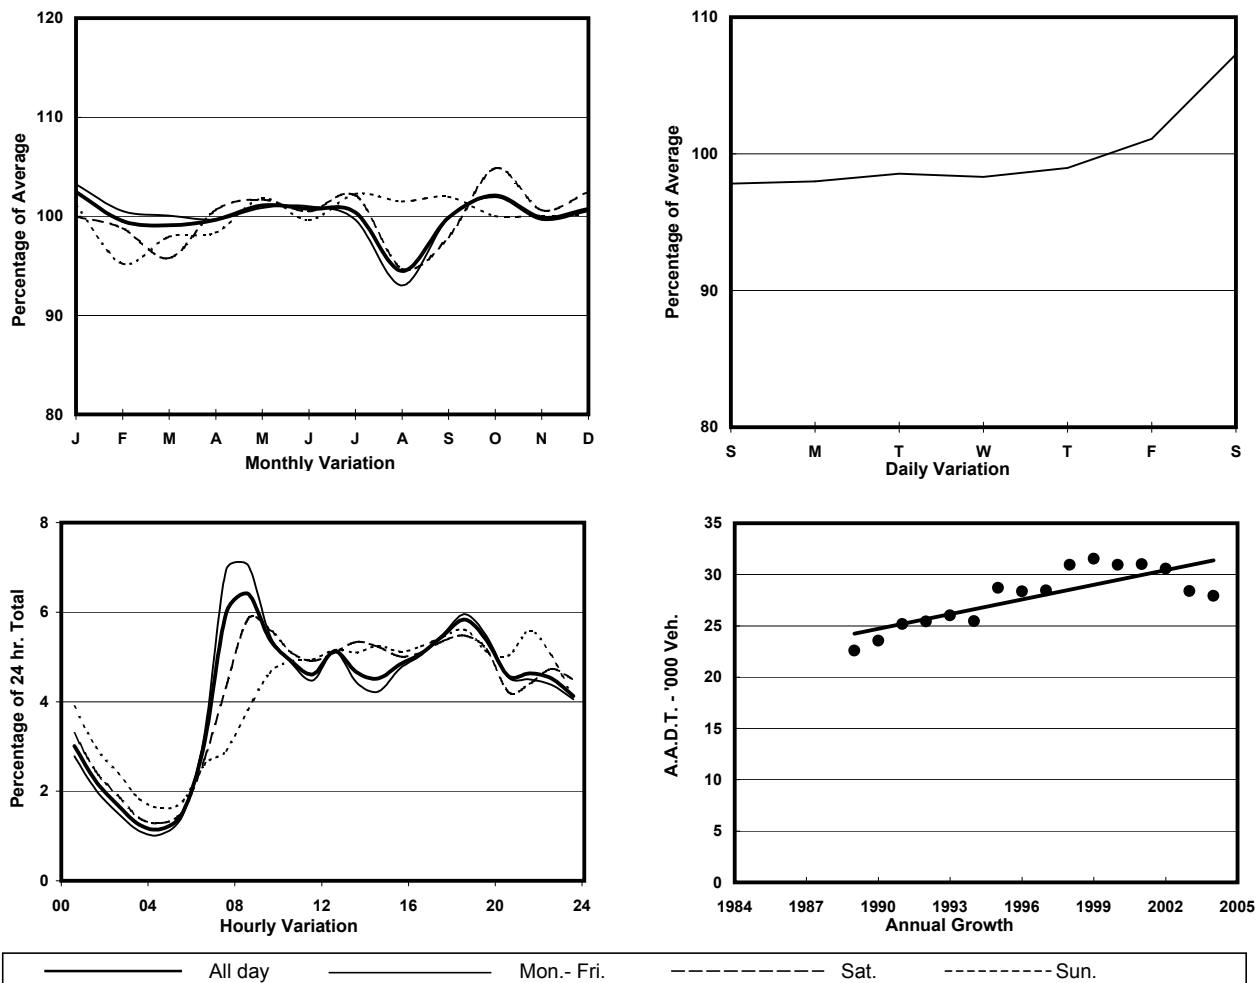 120
110
100
90
80
Percentage of Average
J F M A M J J A S O N D
Monthly Variation
110
100
90
80
Percentage of Average
S M T W T F S
Daily Variation
8
6
4
2
0
Percentage of 24 hr. Total
00 04 08 12 16 20 24
Hourly Variation
35
30
25
20
15
10
5
0
A.A.D.T. - '000 Veh.
1984 1987 1990 1993 1996 1999 2002 2005
Annual Growth
All day Mon.- Fri. Sat. Sun.